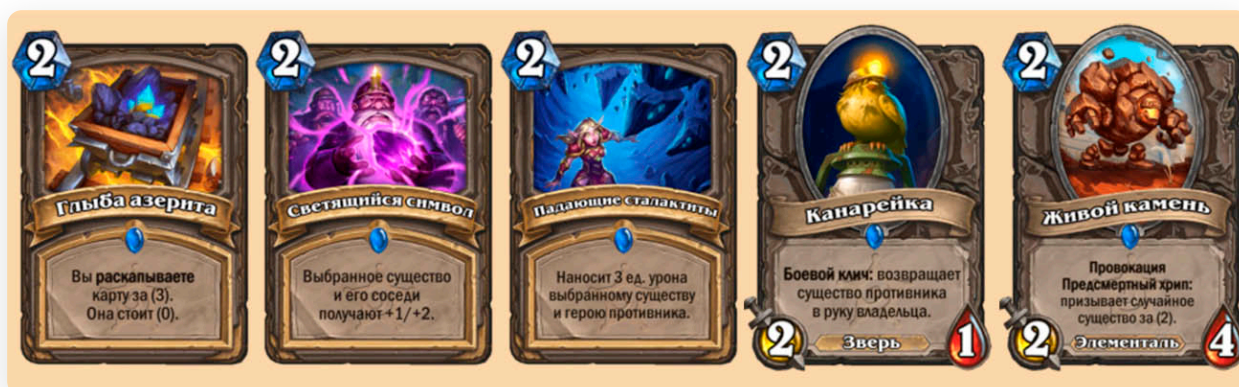 2
Глыба азерита
Вы раскапываете
карту за (3).
Она стоит (0).
2
Светящийся символ
Выбранное существо
и его соседи
получают +1/+2.
2
Падающие сталактиты
Наносит 3 ед. урона
выбранному существу
и герою противника.
2
Канарейка
Боевой клич: возвращает
существо противника
в руку владельца.
2
Зверь
1
2
Живой камень
Провокация
Предсмертный хрип:
призывает случайное
существо за (2).
2
Элементаль
4